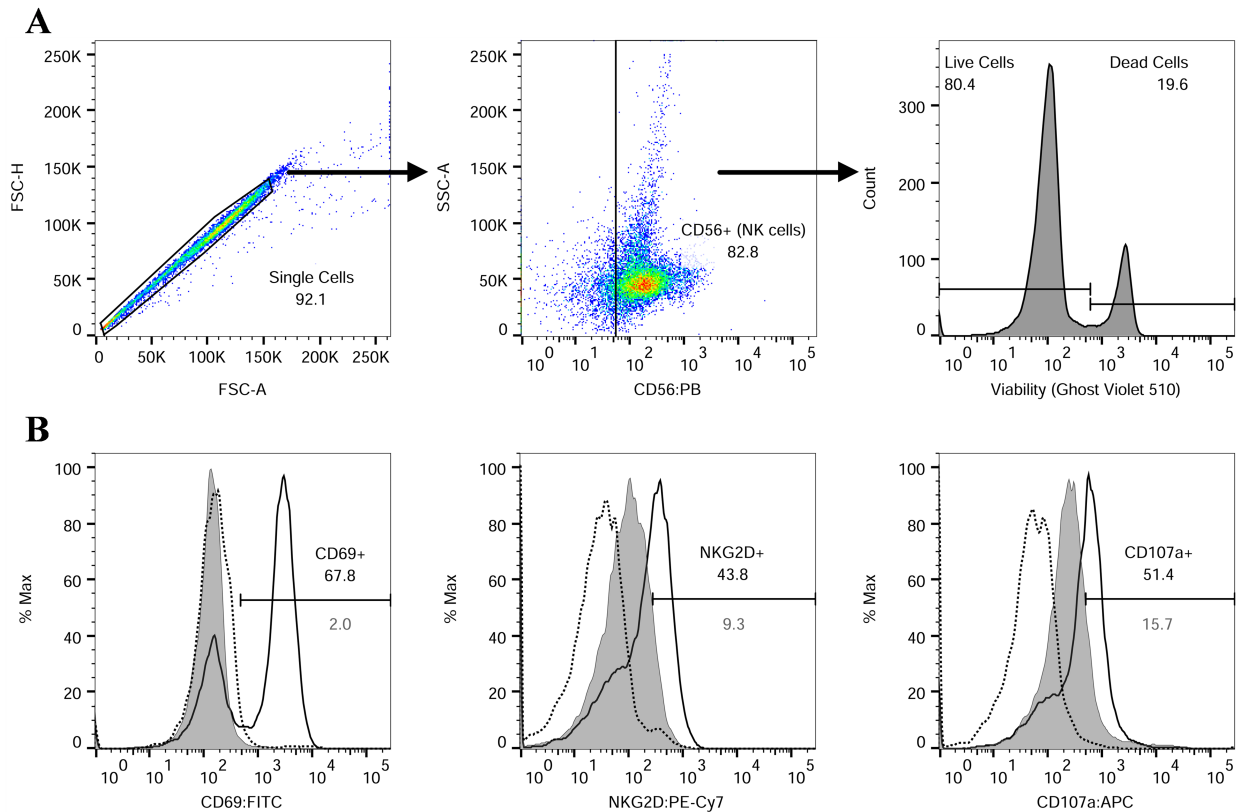 A
250K
200K
150K
100K
50K
0
FSC-H
Single Cells
92.1
0 50K 100K 150K 200K 250K
FSC-A
250K
200K
150K
100K
50K
0
SSC-A
CD56+ (NK cells)
82.8
10^0 10^1 10^2 10^3 10^4 10^5
CD56:PB
300
200
100
0
Count
Live Cells
80.4
Dead Cells
19.6
10^0 10^1 10^2 10^3 10^4 10^5
Viability (Ghost Violet 510)
B
100
80
60
40
20
0
% Max
CD69+
67.8
2.0
10^0 10^1 10^2 10^3 10^4 10^5
CD69:FITC
100
80
60
40
20
0
% Max
NKG2D+
43.8
9.3
10^0 10^1 10^2 10^3 10^4 10^5
NKG2D:PE-Cy7
100
80
60
40
20
0
% Max
CD107a+
51.4
15.7
10^0 10^1 10^2 10^3 10^4 10^5
CD107a:APC